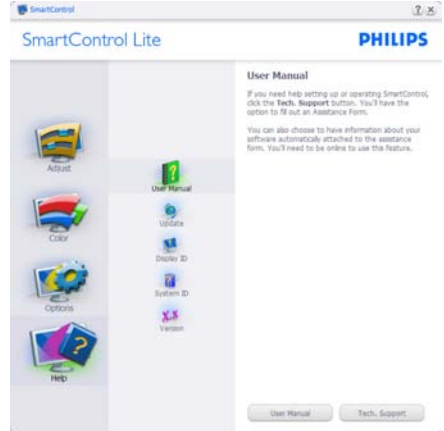 SmartControl
? X
SmartControl Lite
PHILIPS
Adjust
Color
Options
Help
User Manual
Update
Display ID
System ID
X.X
Version
User Manual
If you need help setting up or operating SmartControl,
click the Tech. Support button. You'll have the
option to fill out an Assistance Form.
You can also choose to have information about your
software automatically attached to the assistance
form. You'll need to be online to use the feature.
User Manual
Tech. Support